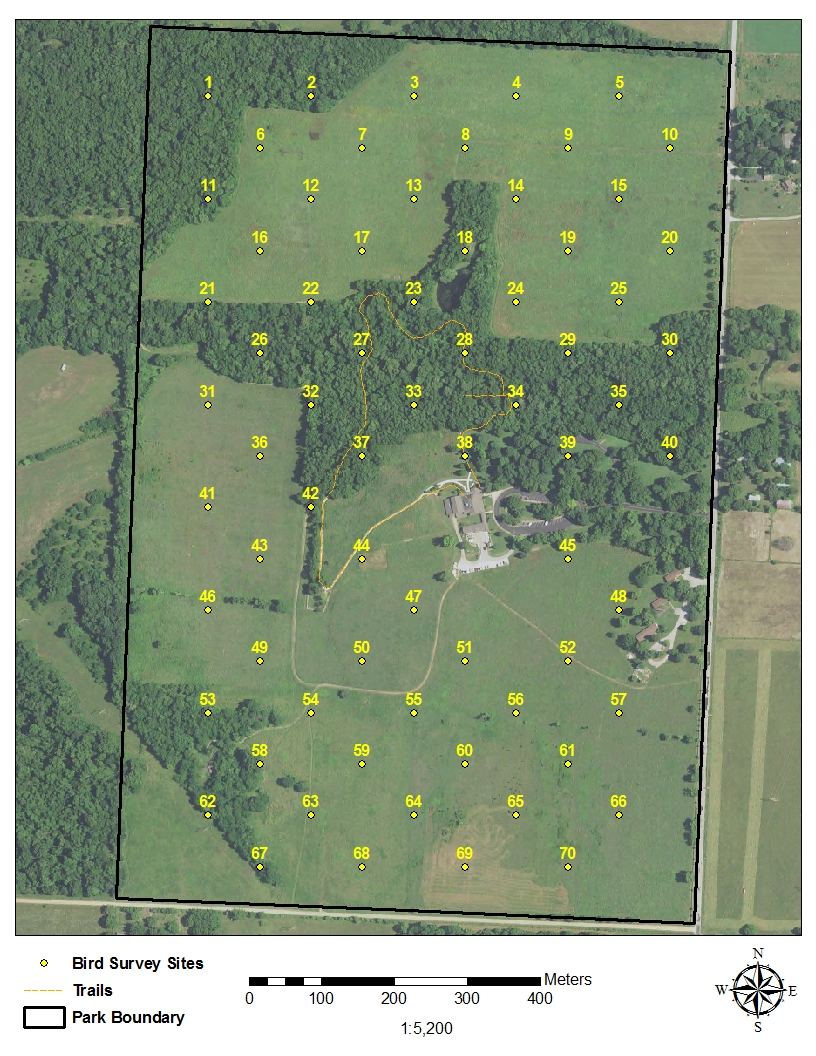 1 2 3 4 5
6 7 8 9 10
11 12 13 14 15
16 17 18 19 20
21 22 23 24 25
26 27 28 29 30
31 32 33 34 35
36 37 38 39 40
41 42
43 44 45
46 47 48
49 50 51 52
53 54 55 56 57
58 59 60 61
62 63 64 65 66
67 68 69 70
Bird Survey Sites
Trails
Park Boundary
Meters
0 100 200 300 400
1:5,200
N
W E
S